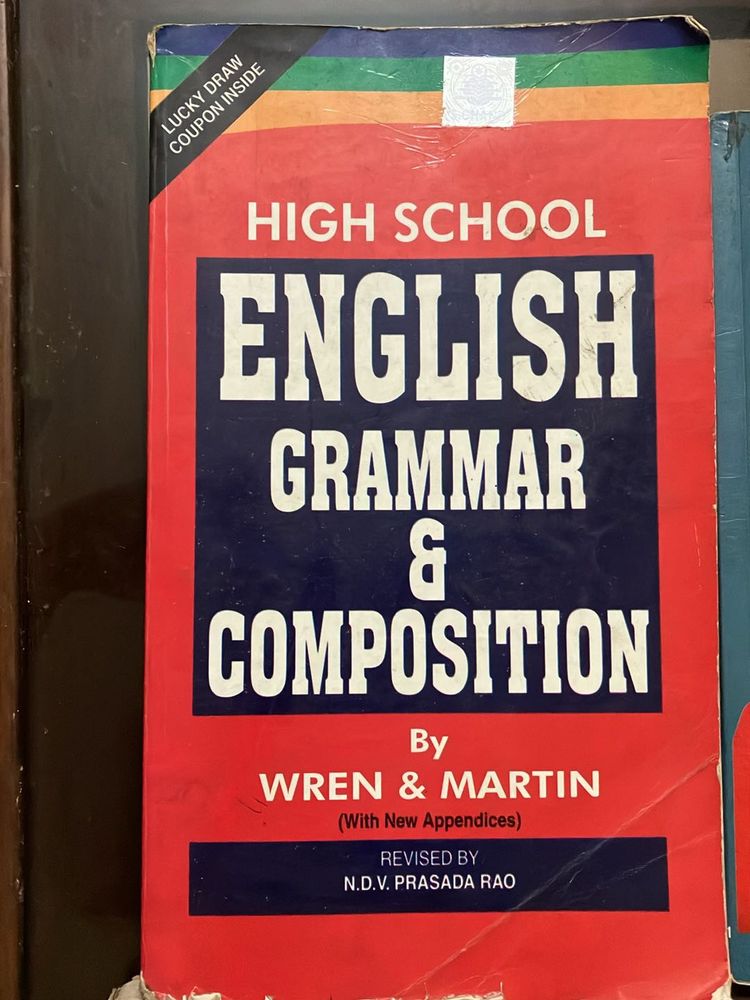 LUCKY DRAW
COUPON INSIDE
HIGH SCHOOL
ENGLISH
GRAMMAR
&
COMPOSITION
By
WREN & MARTIN
(With New Appendices)
REVISED BY
N.D.V. PRASADA RAO